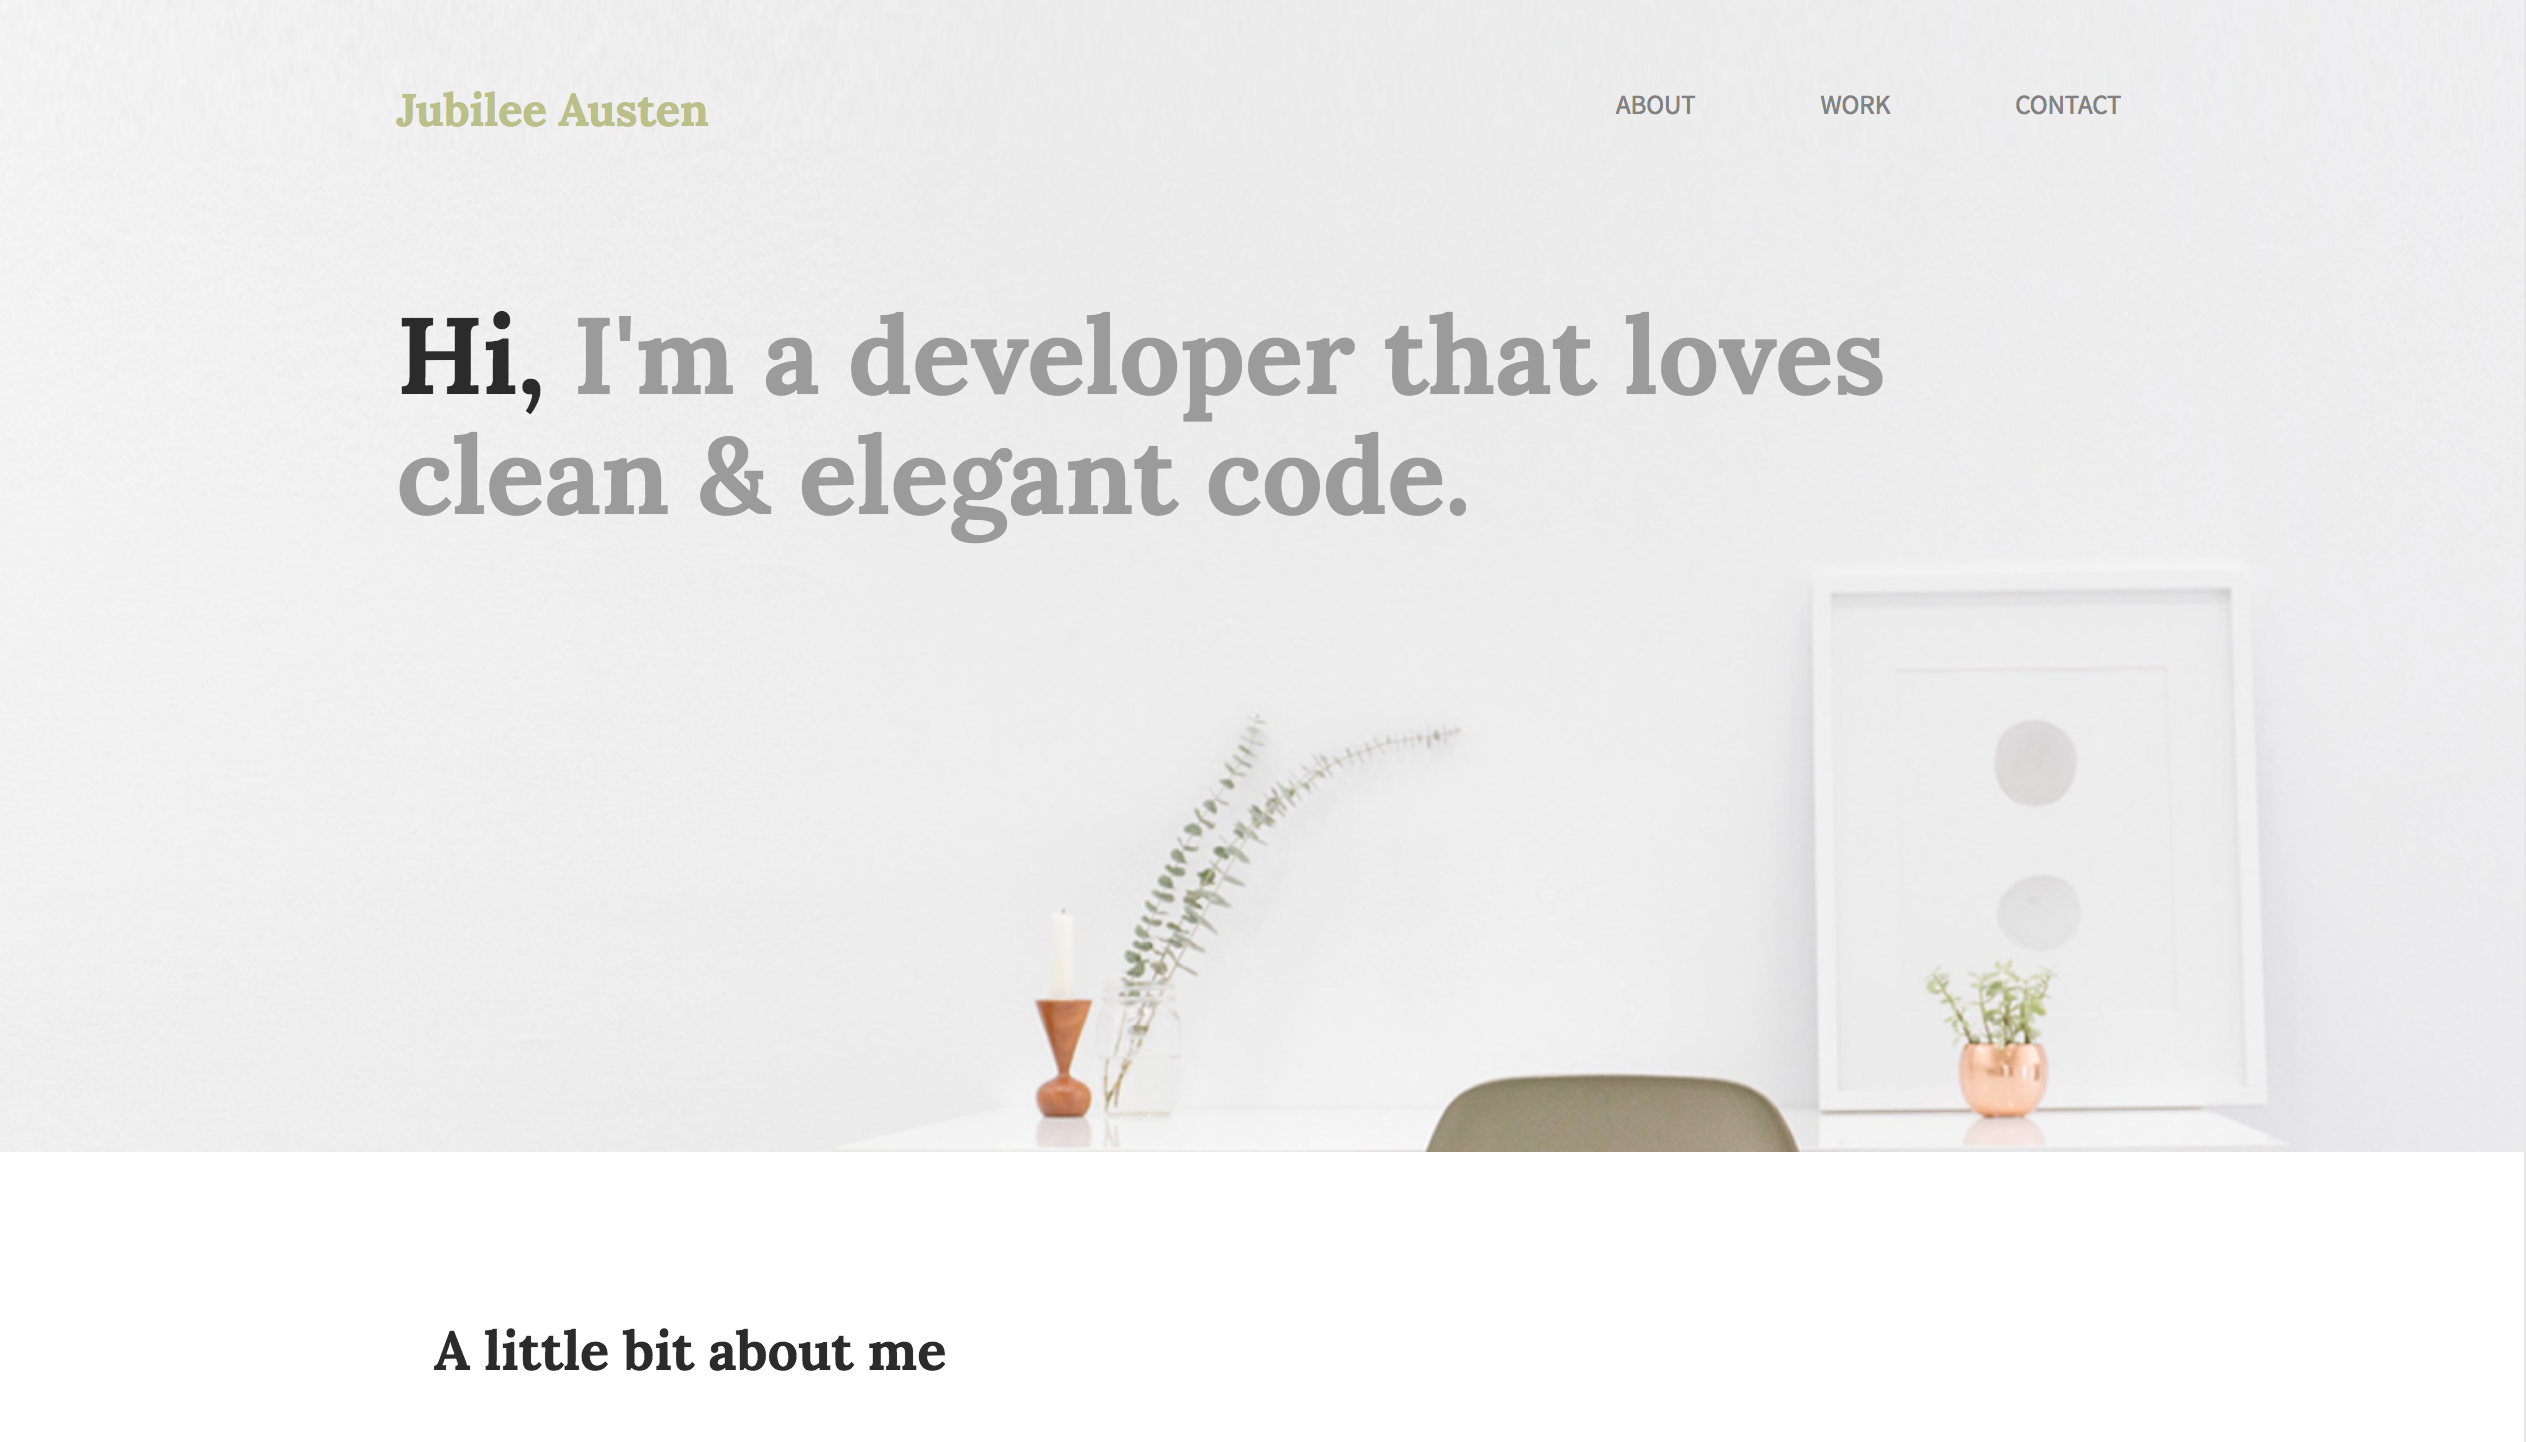 Jubilee Austen
ABOUT WORK CONTACT
Hi, I'm a developer that loves
clean & elegant code.
A little bit about me